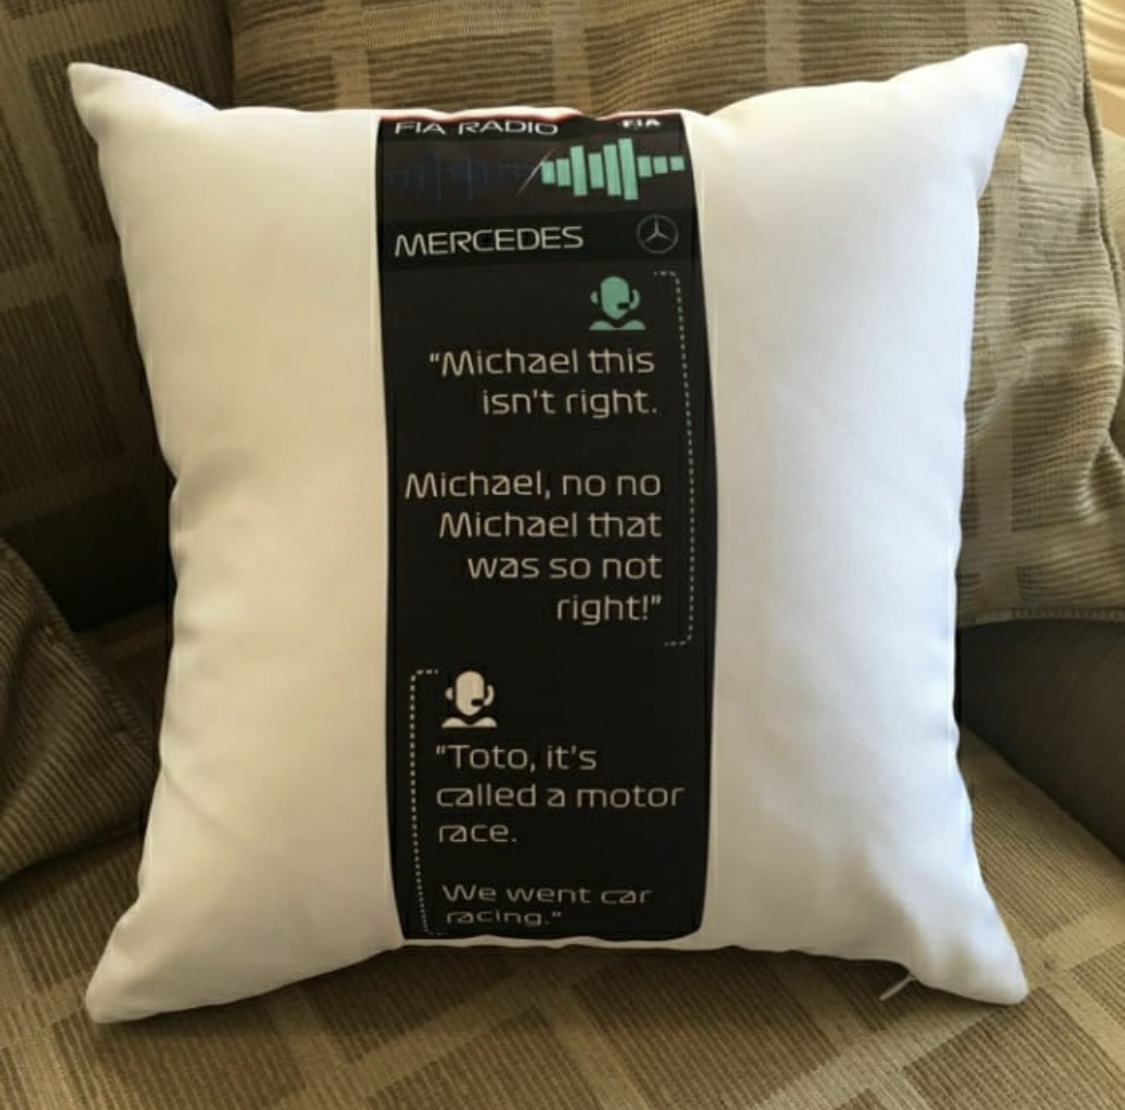 FIA RADIO FIA
MERCEDES
“Michael this
isn't right.
Michael, no no
Michael that
was so not
right!”
“Toto, it's
called a motor
race.
We went car
racing.”